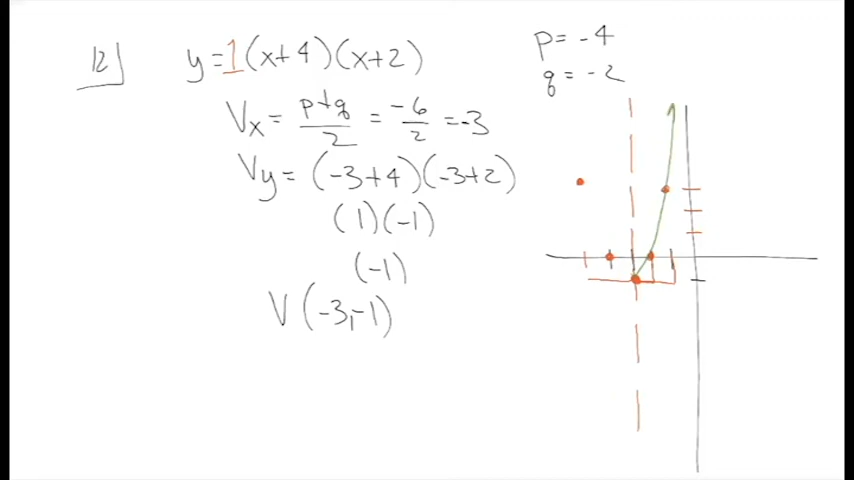 12]
y = 1(x+4)(x+2)
p = -4
q = -2
Vx = p+q/2 = -6/2 = -3
Vy = (-3+4)(-3+2)
(1)(-1)
(-1)
V(-3,-1)